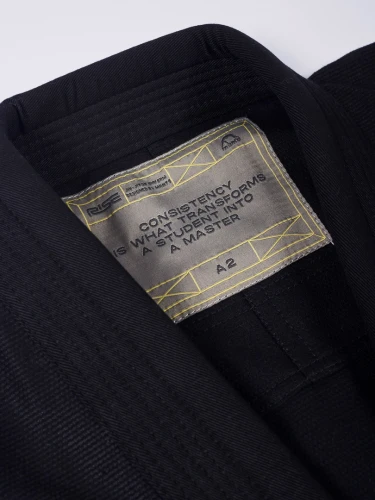 RISE
CONSISTENCY
IS WHAT TRANSFORMS
A STUDENT INTO
A MASTER
A2